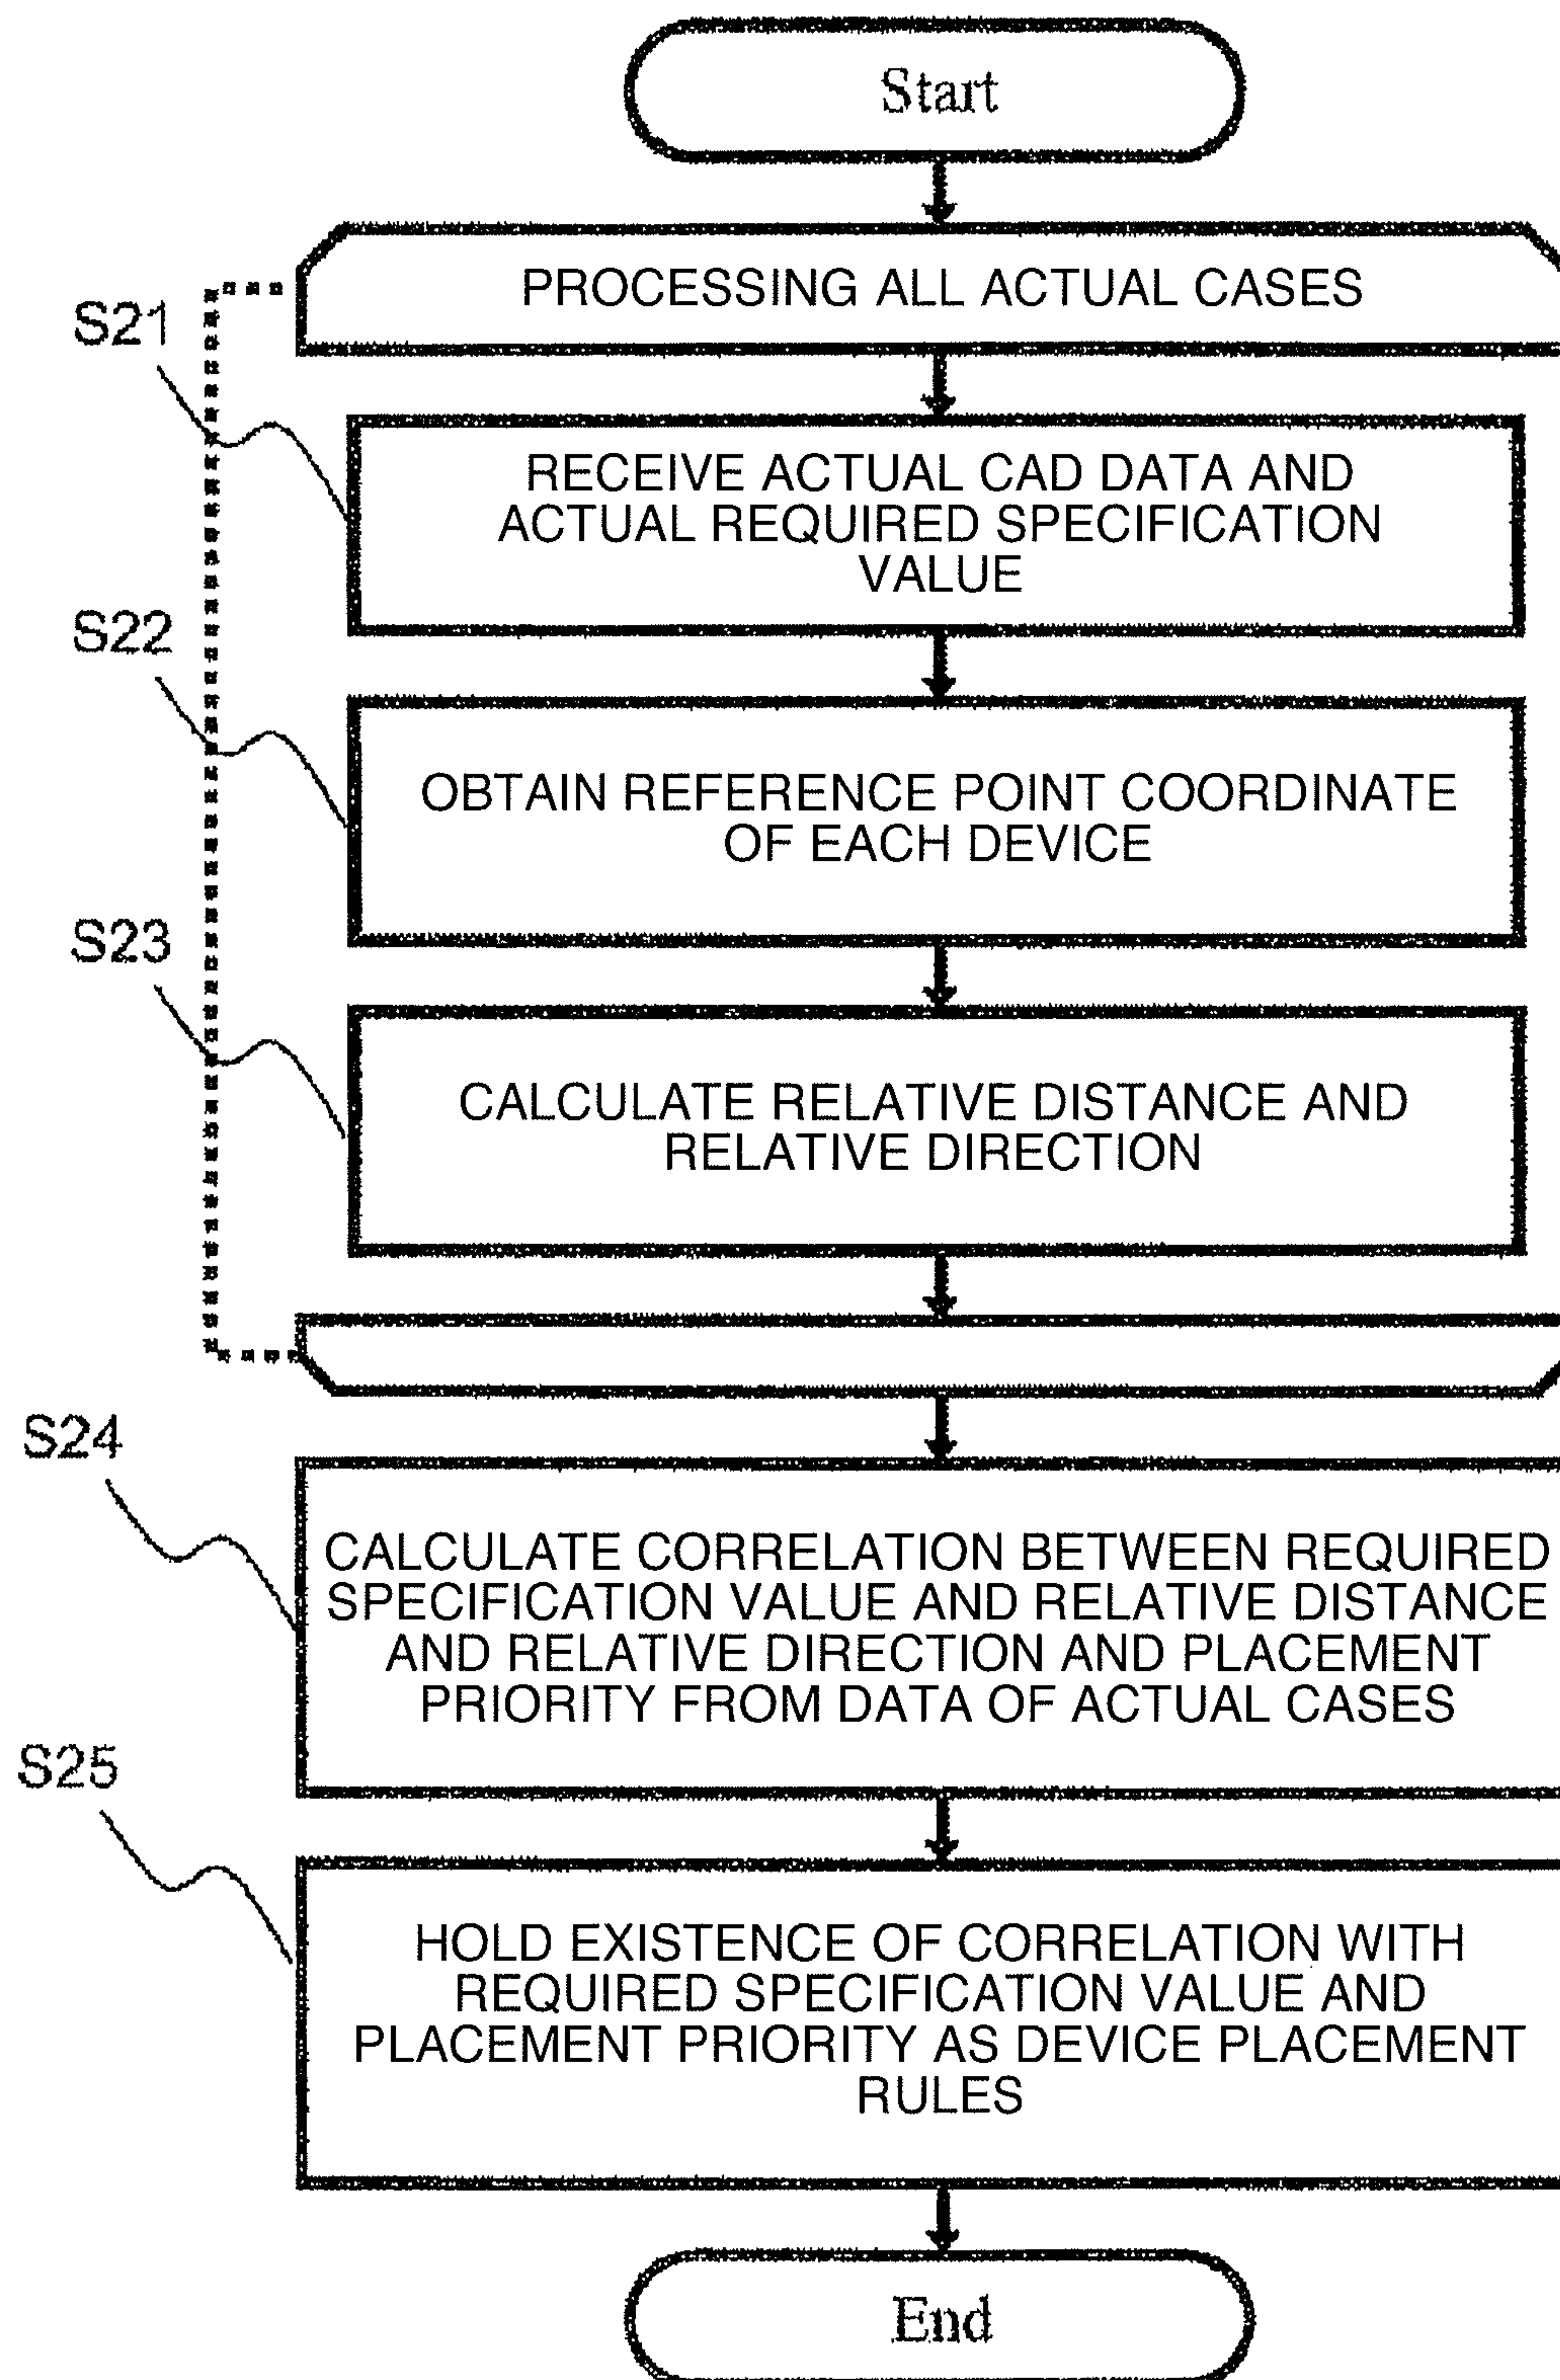 Start
PROCESSING ALL ACTUAL CASES
S21
RECEIVE ACTUAL CAD DATA AND
ACTUAL REQUIRED SPECIFICATION
VALUE
S22
OBTAIN REFERENCE POINT COORDINATE
OF EACH DEVICE
S23
CALCULATE RELATIVE DISTANCE AND
RELATIVE DIRECTION
S24
CALCULATE CORRELATION BETWEEN REQUIRED
SPECIFICATION VALUE AND RELATIVE DISTANCE
AND RELATIVE DIRECTION AND PLACEMENT
PRIORITY FROM DATA OF ACTUAL CASES
S25
HOLD EXISTENCE OF CORRELATION WITH
REQUIRED SPECIFICATION VALUE AND
PLACEMENT PRIORITY AS DEVICE PLACEMENT
RULES
End